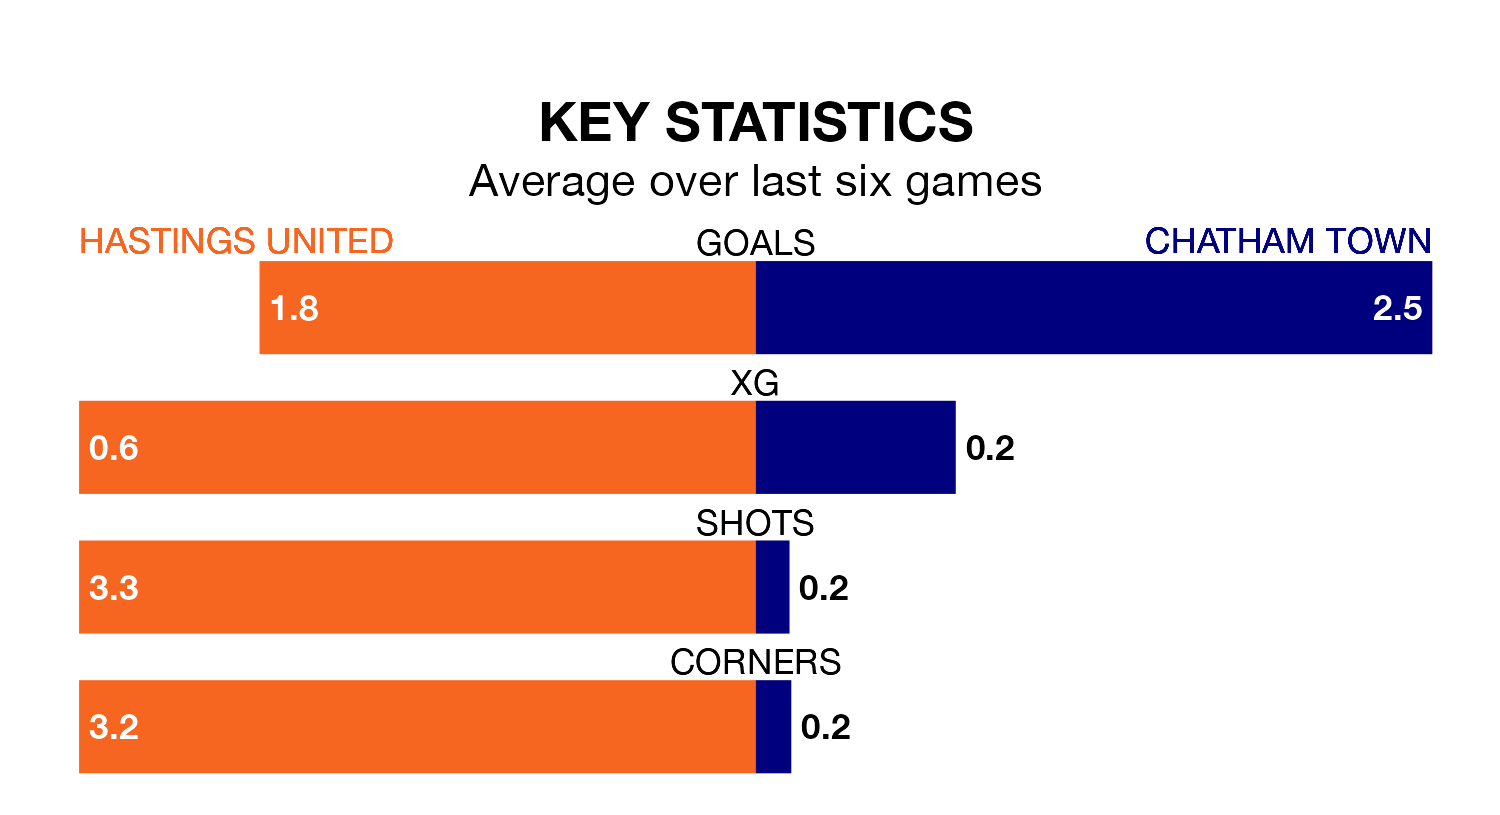 KEY STATISTICS
Average over last six games
HASTINGS UNITED
GOALS
CHATHAM TOWN
1.8
2.5
XG
0.6
0.2
SHOTS
3.3
0.2
CORNERS
3.2
0.2